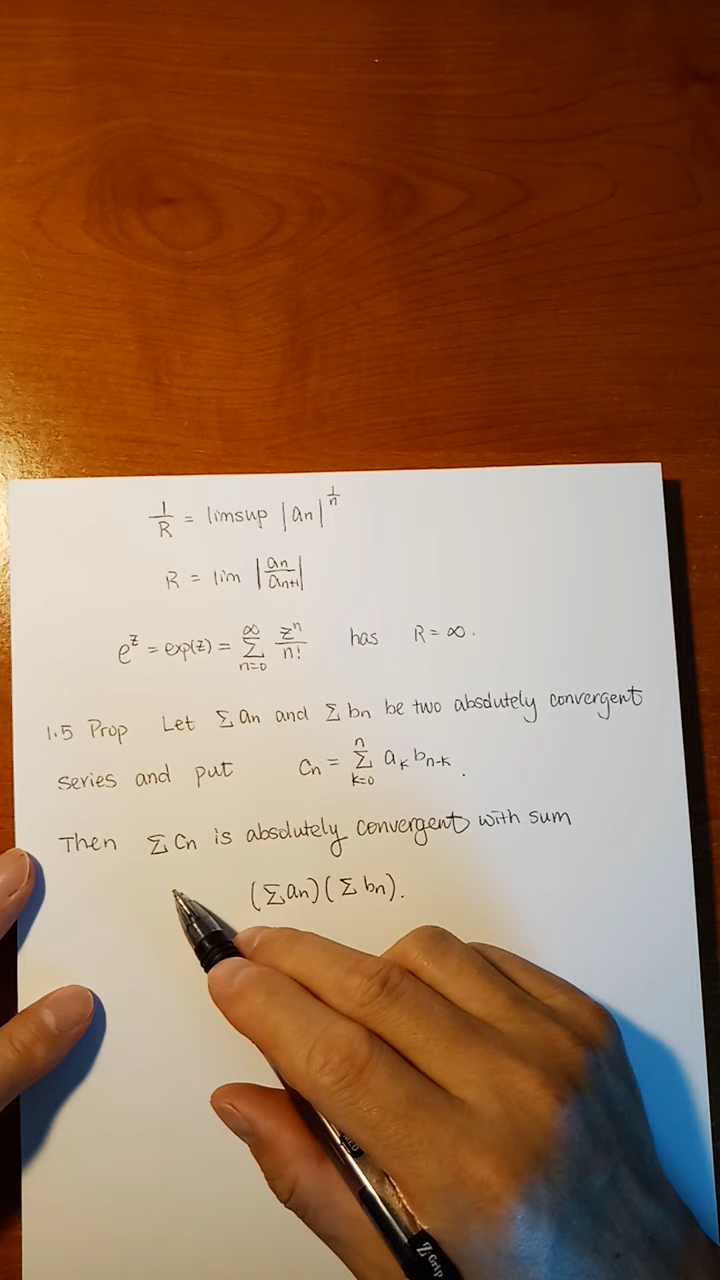 1/R = limsup |an|^1/n
R = lim |an/an+1|
e^z = exp(z) = ∞ Σ n=0 z^n/n! has R = ∞.
1.5 Prop Let Σ an and Σ bn be two absolutely convergent
series and put Cn = n Σ k=0 ak bn-k.
Then Σ Cn is absolutely convergent with sum
(Σ an)(Σ bn).
Z-Grip